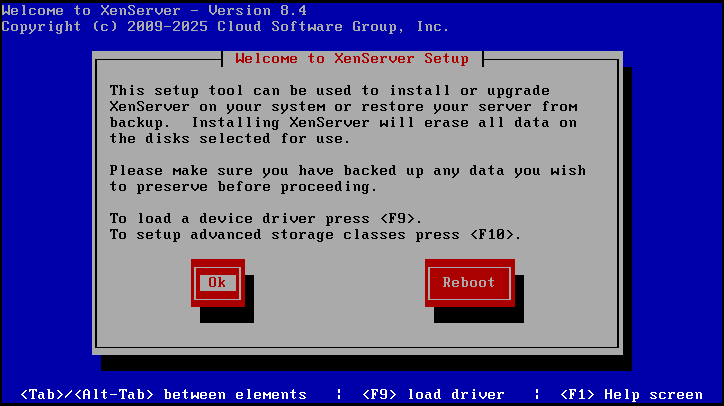 Welcome to XenServer - Version 8.4
Copyright (c) 2009-2025 Cloud Software Group, Inc.
Welcome to XenServer Setup
This setup tool can be used to install or upgrade
XenServer on your system or restore your server from
backup.  Installing XenServer will erase all data on
the disks selected for use.
Please make sure you have backed up any data you wish
to preserve before proceeding.
To load a device driver press <F9>.
To setup advanced storage classes press <F10>.
Ok
Reboot
<Tab>/<Alt-Tab> between elements   ¦  <F9> load driver   ¦  <F1> Help screen